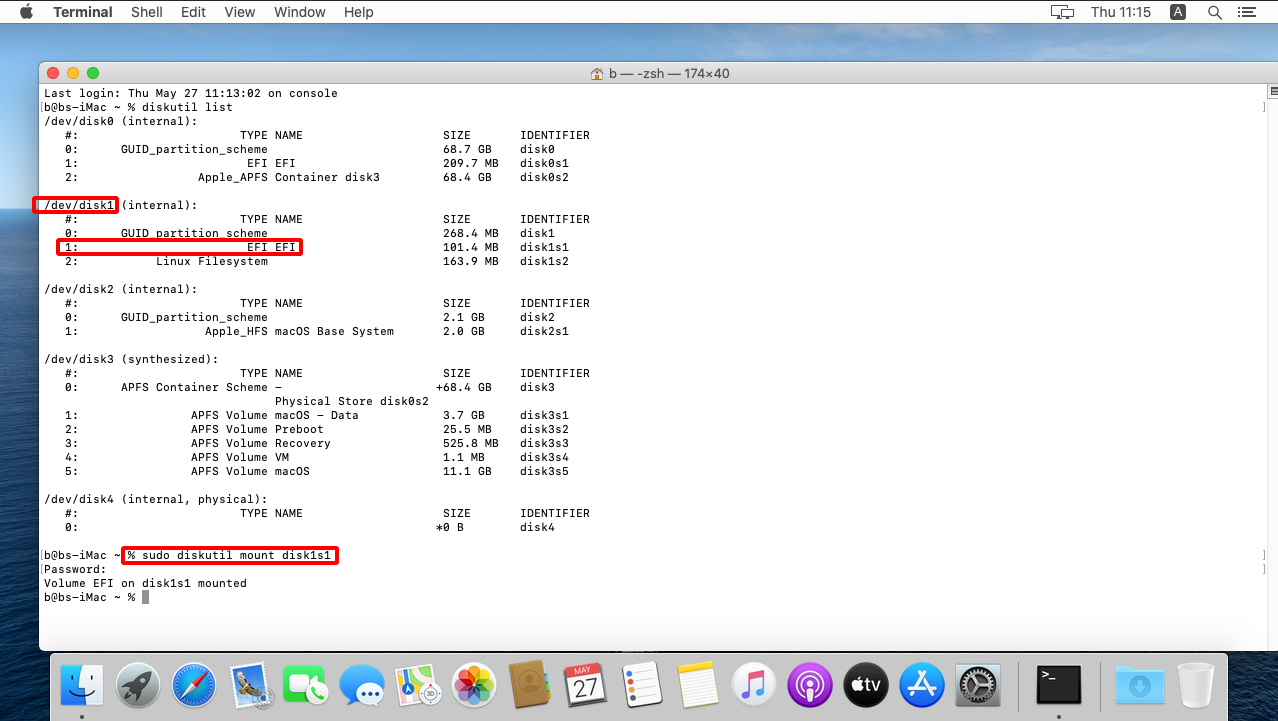 Terminal Shell Edit View Window Help Thu 11:15 A
b — -zsh — 174×40
Last login: Thu May 27 11:13:02 on console
[b@bs-iMac ~ % diskutil list ]
/dev/disk0 (internal):
#: TYPE NAME SIZE IDENTIFIER
0: GUID_partition_scheme 68.7 GB disk0
1: EFI EFI 209.7 MB disk0s1
2: Apple_APFS Container disk3 68.4 GB disk0s2
/dev/disk1 (internal):
#: TYPE NAME SIZE IDENTIFIER
0: GUID_partition_scheme 268.4 MB disk1
1: EFI EFI 101.4 MB disk1s1
2: Linux Filesystem 163.9 MB disk1s2
/dev/disk2 (internal):
#: TYPE NAME SIZE IDENTIFIER
0: GUID_partition_scheme 2.1 GB disk2
1: Apple_HFS macOS Base System 2.0 GB disk2s1
/dev/disk3 (synthesized):
#: TYPE NAME SIZE IDENTIFIER
0: APFS Container Scheme - +68.4 GB disk3
Physical Store disk0s2
1: APFS Volume macOS - Data 3.7 GB disk3s1
2: APFS Volume Preboot 25.5 MB disk3s2
3: APFS Volume Recovery 525.8 MB disk3s3
4: APFS Volume VM 1.1 MB disk3s4
5: APFS Volume macOS 11.1 GB disk3s5
/dev/disk4 (internal, physical):
#: TYPE NAME SIZE IDENTIFIER
0: *0 B disk4
[b@bs-iMac ~ % sudo diskutil mount disk1s1 ]
[Password: ]
Volume EFI on disk1s1 mounted
b@bs-iMac ~ %
MAY
27
3D
tv
>_